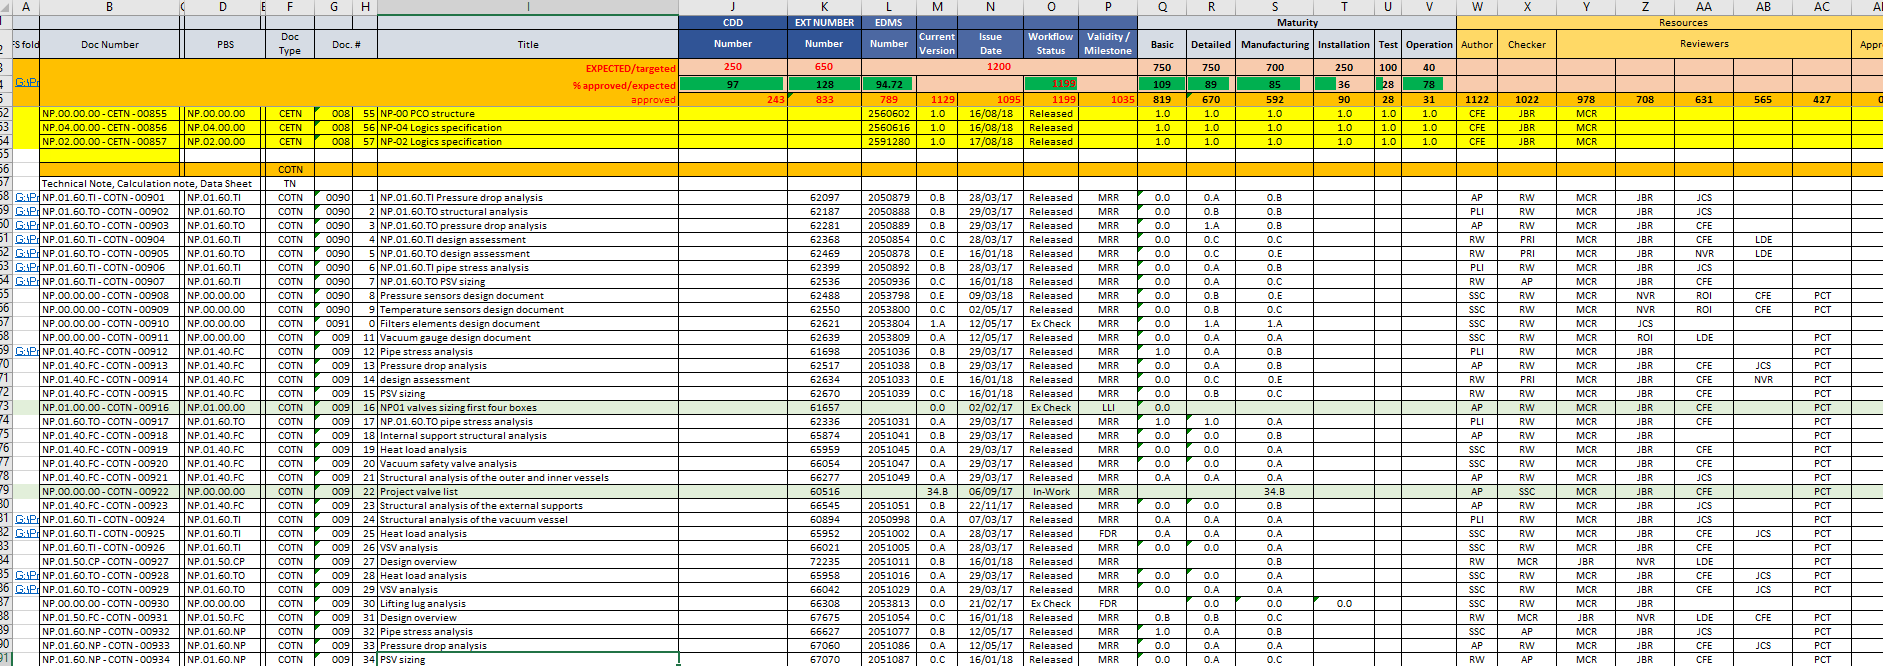 A B C D E F G H I J K L M N O P Q R S T U V W X Y Z AA AB AC AD
CDD EXT NUMBER EDMS Maturity Resources
Doc Number PBS Doc Type Doc. # Title Number Number Number Current Version Issue Date Workflow Status Validity / Milestone Basic Detailed Manufacturing Installation Test Operation Author Checker Reviewers
EXPECTED/targeted 250 650 1200 750 750 700 250 100 40
G:\Pr % approved/expected 97 128 94.72 1199 109 89 85 36 28 78
approved 243 833 789 1129 1095 1199 1035 819 670 592 90 28 31 1122 1022 978 708 631 565 427
NP.00.00.00 - CETN - 00855 NP.00.00.00 CETN 008 55 NP-00 PCO structure 2560602 1.0 16/08/18 Released 1.0 1.0 1.0 1.0 1.0 1.0 CFE JBR MCR
NP.04.00.00 - CETN - 00856 NP.04.00.00 CETN 008 56 NP-04 Logics specification 2560616 1.0 16/08/18 Released 1.0 1.0 1.0 1.0 1.0 1.0 CFE JBR MCR
NP.02.00.00 - CETN - 00857 NP.02.00.00 CETN 008 57 NP-02 Logics specification 2591280 1.0 17/08/18 Released 1.0 1.0 1.0 1.0 1.0 1.0 CFE JBR MCR
COTN
Technical Note, Calculation note, Data Sheet TN
G:\Pr NP.01.60.TI - COTN - 00901 NP.01.60.TI COTN 0090 1 NP.01.60.TI Pressure drop analysis 62097 2050879 0.B 28/03/17 Released MRR 0.0 0.A 0.B AP RW MCR JBR JCS
G:\Pr NP.01.60.TO - COTN - 00902 NP.01.60.TO COTN 0090 2 NP.01.60.TO structural analysis 62187 2050888 0.B 29/03/17 Released MRR 0.0 0.B 0.B PLI RW MCR JBR JCS
G:\Pr NP.01.60.TO - COTN - 00903 NP.01.60.TO COTN 0090 3 NP.01.60.TO pressure drop analysis 62281 2050889 0.B 29/03/17 Released MRR 0.0 1.A 0.B AP RW MCR JBR CFE
G:\Pr NP.01.60.TI - COTN - 00904 NP.01.60.TI COTN 0090 4 NP.01.60.TI design assessment 62368 2050854 0.C 28/03/17 Released MRR 0.0 0.C 0.C RW PRI MCR JBR CFE LDE
G:\Pr NP.01.60.TO - COTN - 00905 NP.01.60.TO COTN 0090 5 NP.01.60.TO design assessment 62469 2050878 0.E 16/01/18 Released MRR 0.0 0.C 0.E RW PRI MCR JBR NVR LDE
G:\Pr NP.01.60.TI - COTN - 00906 NP.01.60.TI COTN 0090 6 NP.01.60.TI pipe stress analysis 62399 2050892 0.B 28/03/17 Released MRR 0.0 0.A 0.B PLI RW MCR JBR JCS
G:\Pr NP.01.60.TI - COTN - 00907 NP.01.60.TI COTN 0090 7 NP.01.60.TO PSV sizing 62536 2050936 0.C 16/01/18 Released MRR 0.0 0.A 0.C RW AP MCR JBR CFE
NP.00.00.00 - COTN - 00908 NP.00.00.00 COTN 0090 8 Pressure sensors design document 62488 2053798 0.E 09/03/18 Released MRR 0.0 0.B 0.E SSC RW MCR NVR ROI CFE PCT
NP.00.00.00 - COTN - 00909 NP.00.00.00 COTN 0090 9 Temperature sensors design document 62550 2053800 0.C 02/05/17 Released MRR 0.0 0.B 0.C SSC RW MCR NVR ROI CFE PCT
NP.00.00.00 - COTN - 00910 NP.00.00.00 COTN 0091 0 Filters elements design document 62621 2053804 1.A 12/05/17 Ex Check MRR 0.0 1.A 1.A SSC RW MCR JCS
NP.00.00.00 - COTN - 00911 NP.00.00.00 COTN 009 11 Vacuum gauge design document 62639 2053809 0.A 12/05/17 Released MRR 0.0 0.A 0.A SSC RW MCR ROI LDE PCT
G:\Pr NP.01.40.FC - COTN - 00912 NP.01.40.FC COTN 009 12 Pipe stress analysis 61698 2051036 0.B 29/03/17 Released MRR 1.0 0.A 0.B PLI RW MCR JBR PCT
NP.01.40.FC - COTN - 00913 NP.01.40.FC COTN 009 13 Pressure drop analysis 62517 2051038 0.B 29/03/17 Released MRR 0.0 0.A 0.B AP RW MCR JBR CFE JCS PCT
NP.01.40.FC - COTN - 00914 NP.01.40.FC COTN 009 14 design assessment 62634 2051033 0.E 16/01/18 Released MRR 0.0 0.C 0.E RW PRI MCR JBR CFE NVR PCT
NP.01.40.FC - COTN - 00915 NP.01.40.FC COTN 009 15 PSV sizing 62670 2051039 0.C 16/01/18 Released MRR 0.0 0.B 0.C RW RW MCR JBR CFE PCT
NP.01.00.00 - COTN - 00916 NP.01.00.00 COTN 009 16 NP01 valves sizing first four boxes 61657 0.0 02/02/17 Ex Check LLI 0.0 AP RW MCR JBR CFE PCT
NP.01.60.TO - COTN - 00917 NP.01.60.TO COTN 009 17 NP.01.60.TO pipe stress analysis 62336 2051031 0.A 29/03/17 Released MRR 1.0 1.0 0.A PLI RW MCR JBR CFE PCT
NP.01.40.FC - COTN - 00918 NP.01.40.FC COTN 009 18 Internal support structural analysis 65874 2051041 0.B 29/03/17 Released MRR 0.0 0.0 0.B AP RW MCR JBR PCT
NP.01.40.FC - COTN - 00919 NP.01.40.FC COTN 009 19 Heat load analysis 65959 2051045 0.A 29/03/17 Released MRR 0.0 0.0 0.A SSC RW MCR JBR CFE PCT
NP.01.40.FC - COTN - 00920 NP.01.40.FC COTN 009 20 Vacuum safety valve analysis 66054 2051047 0.A 29/03/17 Released MRR 0.0 0.0 0.A SSC RW MCR JBR CFE PCT
NP.01.40.FC - COTN - 00921 NP.01.40.FC COTN 009 21 Structural analysis of the outer and inner vessels 66277 2051049 0.A 29/03/17 Released MRR 0.A AP RW MCR JBR JCS PCT
NP.00.00.00 - COTN - 00922 NP.00.00.00 COTN 009 22 Project valve list 60516 34.B 06/09/17 In-Work MRR 34.B AP SSC MCR JBR CFE PCT
NP.01.40.FC - COTN - 00923 NP.01.40.FC COTN 009 23 Structural analysis of the external supports 66545 2051051 0.B 22/11/17 Released MRR 0.0 0.0 0.B AP RW MCR JBR JCS PCT
G:\Pr NP.01.60.TI - COTN - 00924 NP.01.60.TI COTN 009 24 Structural analysis of the vacuum vessel 60894 2050998 0.A 07/03/17 Released MRR 0.A 0.A 0.A PLI RW MCR JBR JCS PCT
G:\Pr NP.01.60.TI - COTN - 00925 NP.01.60.TI COTN 009 25 Heat load analysis 65952 2051002 0.A 28/03/17 Released FDR 0.A 0.A 0.A SSC RW MCR JBR CFE JCS PCT
NP.01.60.TI - COTN - 00926 NP.01.60.TI COTN 009 26 VSV analysis 66021 2051005 0.A 29/03/17 Released MRR 0.0 0.0 0.A SSC RW MCR JBR CFE PCT
NP.01.50.CP - COTN - 00927 NP.01.50.CP COTN 009 27 Design overview 72235 2051011 0.B 16/01/18 Released MRR 0.B RW MCR JBR NVR LDE PCT
G:\Pr NP.01.60.TO - COTN - 00928 NP.01.60.TO COTN 009 28 Heat load analysis 65958 2051016 0.A 29/03/17 Released MRR 0.0 0.0 0.A SSC RW MCR JBR CFE JCS PCT
G:\Pr NP.01.60.TO - COTN - 00929 NP.01.60.TO COTN 009 29 VSV analysis 66042 2051029 0.A 29/03/17 Released MRR 0.0 0.0 0.A SSC RW MCR JBR CFE JCS PCT
NP.00.00.00 - COTN - 00930 NP.00.00.00 COTN 009 30 Lifting lug analysis 66308 2053813 0.0 21/02/17 Ex Check FDR 0.0 0.0 0.0 SSC RW MCR JBR PCT
NP.01.50.FC - COTN - 00931 NP.01.50.FC COTN 009 31 Design overview 67675 2051054 0.C 16/01/18 Released MRR 0.B 0.B 0.C RW MCR JBR NVR LDE CFE PCT
NP.01.60.NP - COTN - 00932 NP.01.60.NP COTN 009 32 Pipe stress analysis 66627 2051077 0.B 12/05/17 Released MRR 1.0 0.A 0.B SSC AP MCR JBR JCS PCT
NP.01.60.NP - COTN - 00933 NP.01.60.NP COTN 009 33 Pressure drop analysis 67060 2051086 0.A 12/05/17 Released MRR 0.0 0.A 0.A AP RW MCR JBR CFE JCS PCT
NP.01.60.NP - COTN - 00934 NP.01.60.NP COTN 009 34 PSV sizing 67070 2051087 0.C 16/01/18 Released MRR 0.0 0.A 0.C RW AP MCR JBR CFE PCT